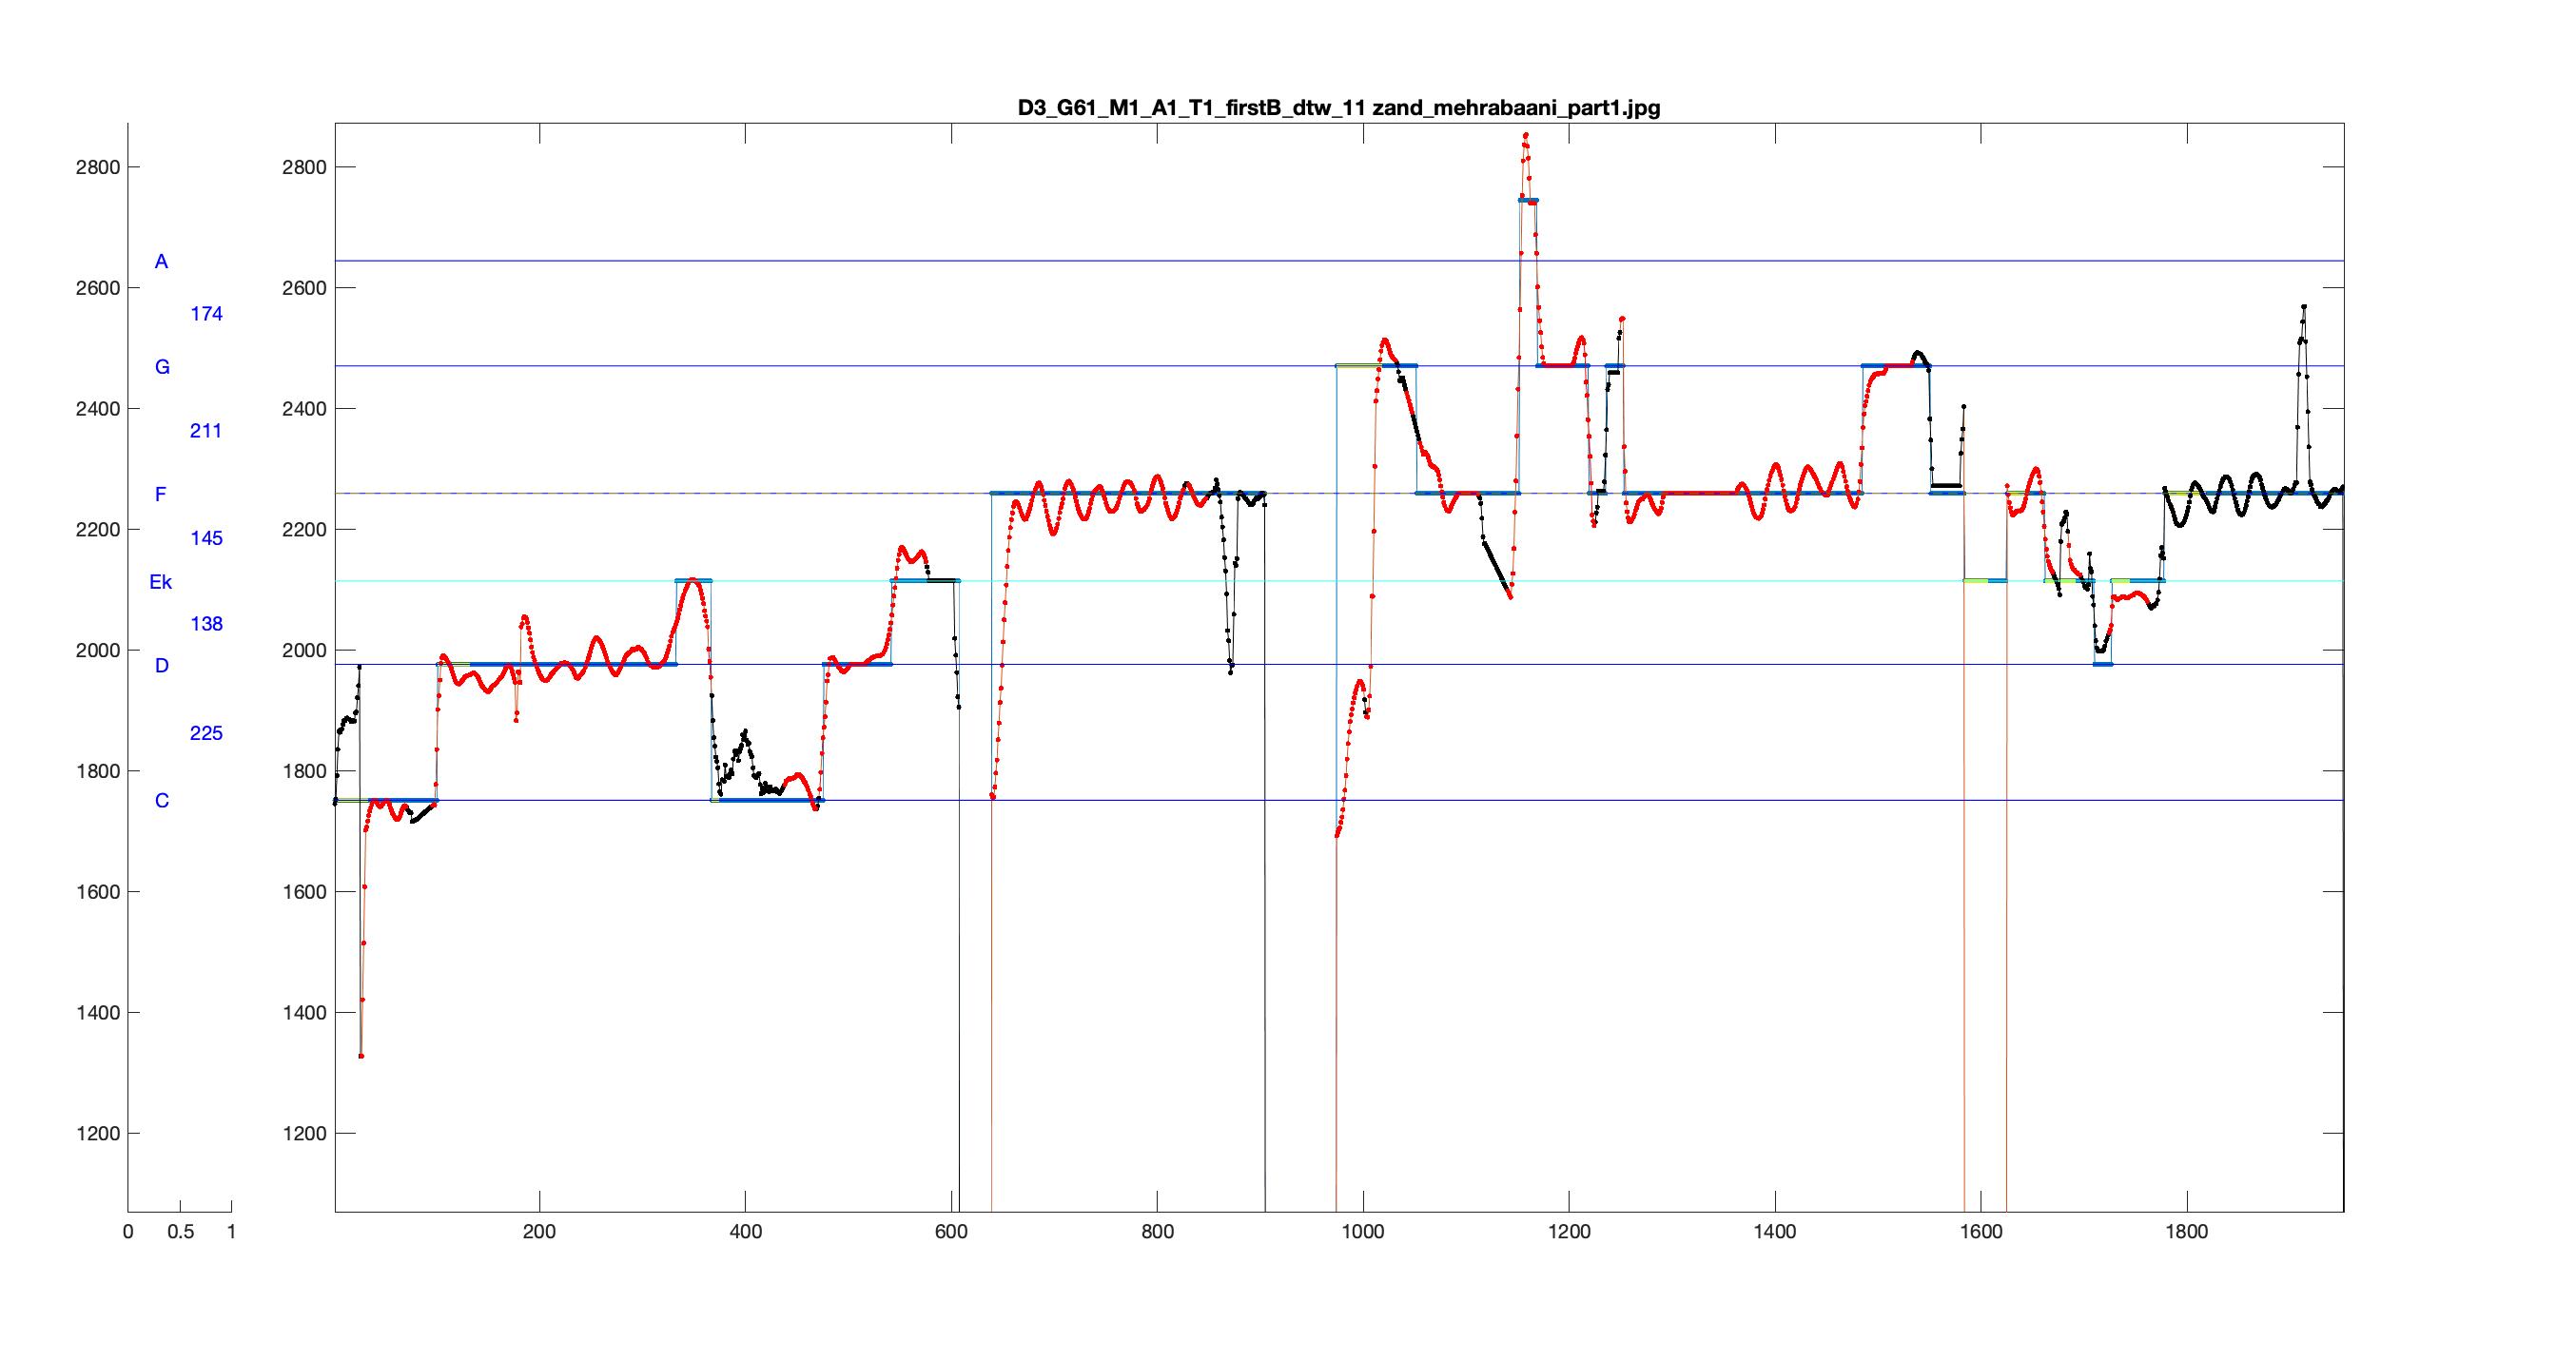 D3_G61_M1_A1_T1_firstB_dtw_11 zand_mehrabaani_part1.jpg
2800 2800
A
2600 2600
174
G
2400 2400
211
F
2200 2200
145
Ek
138
2000 2000
D
225
1800 1800
C
1600 1600
1400 1400
1200 1200
0 0.5 1 200 400 600 800 1000 1200 1400 1600 1800